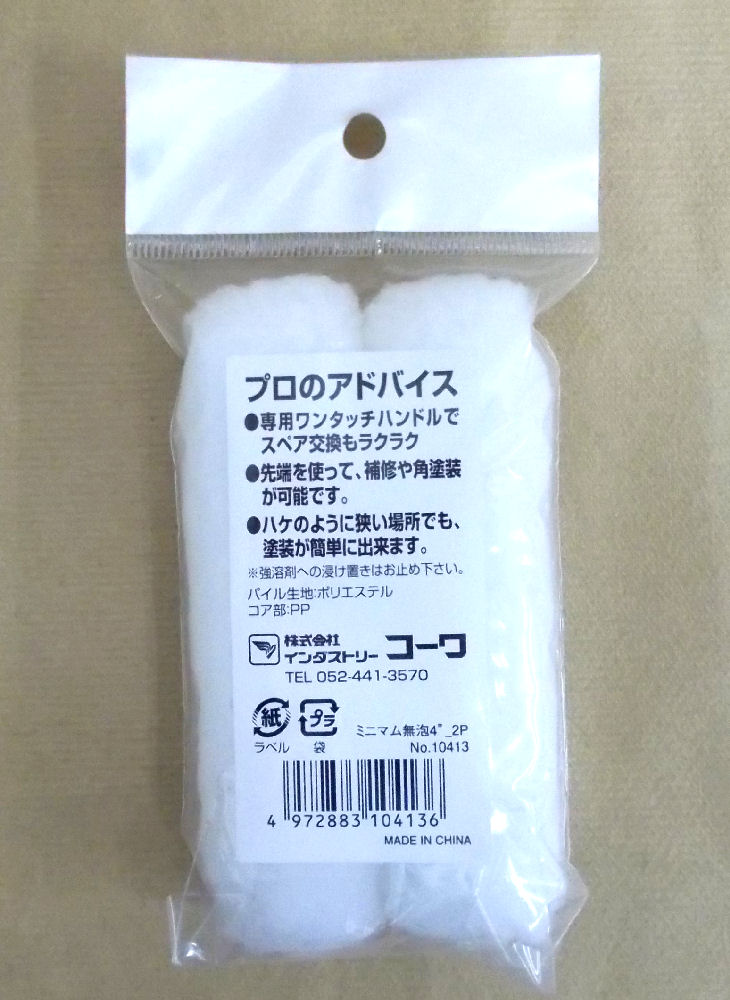 プロのアドバイス
●専用ワンタッチハンドルで
スペア交換もラクラク
●先端を使って、補修や角塗装
が可能です。
●ハケのように狭い場所でも、
塗装が簡単に出来ます。
※強溶剤への浸け置きはお止め下さい。
パイル生地:ポリエステル
コア部:PP
株式会社
インダストリー コーワ
TEL 052-441-3570
紙 プラ
ラベル 袋
ミニマム無泡4"_2P
No.10413
4 972883 104136
MADE IN CHINA